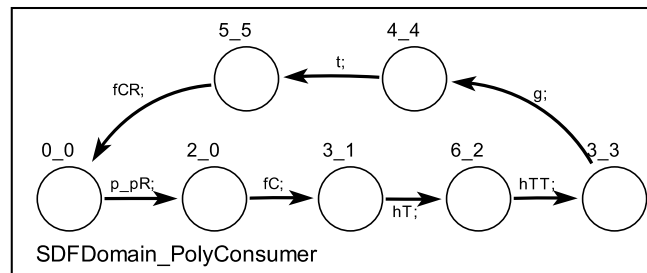 5_5
4_4
t;
fCR;
g;
0_0
2_0
3_1
6_2
3_3
p_pR;
fC;
hT;
hTT;
SDFDomain_PolyConsumer